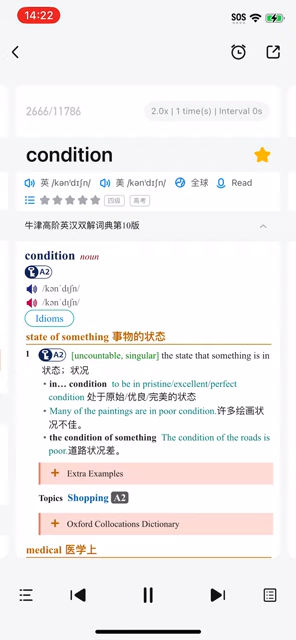 14:22
SOS
2666/11786
2.0x | 1 time(s) | Interval 0s
condition
英 /kən'dɪʃn/ 美 /kən'dɪʃn/ 全球 Read
四级 高考
牛津高阶英汉双解词典第10版
condition noun
A2
/kənˈdɪʃn/
/kənˈdɪʃn/
Idioms
state of something 事物的状态
1 A2 [uncountable, singular] the state that something is in
状态；状况
• in… condition to be in pristine/excellent/perfect
condition 处于原始/优良/完美的状态
• Many of the paintings are in poor condition.许多绘画状
况不佳。
• the condition of something The condition of the roads is
poor.道路状况差。
+ Extra Examples
Topics Shopping A2
+ Oxford Collocations Dictionary
medical 医学上